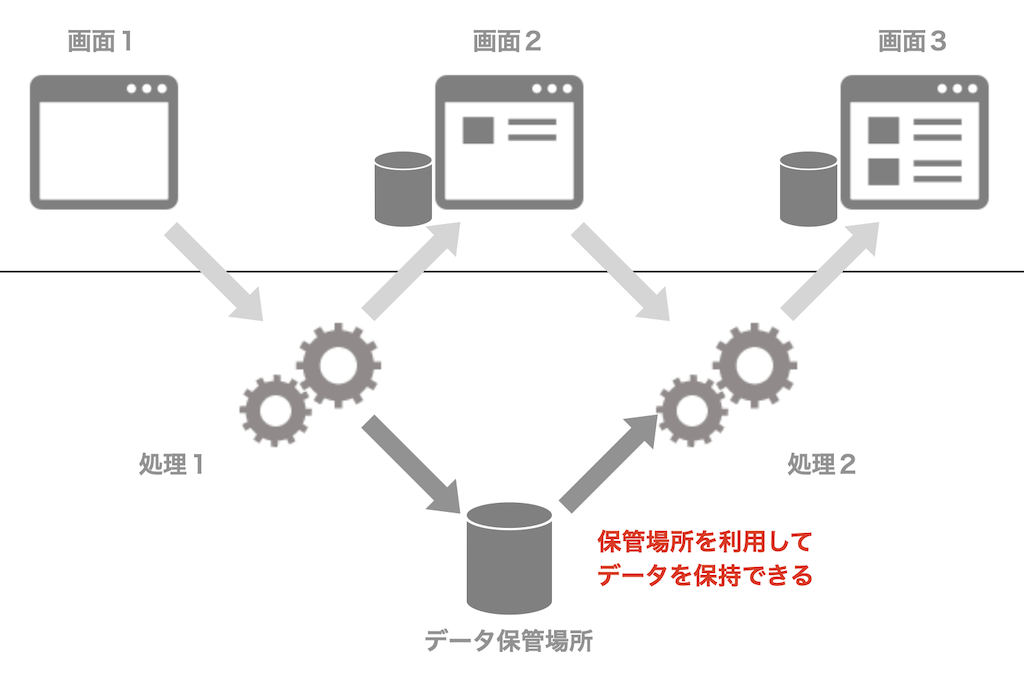 画面１
画面２
画面３
処理１
処理２
保管場所を利用して
データを保持できる
データ保管場所